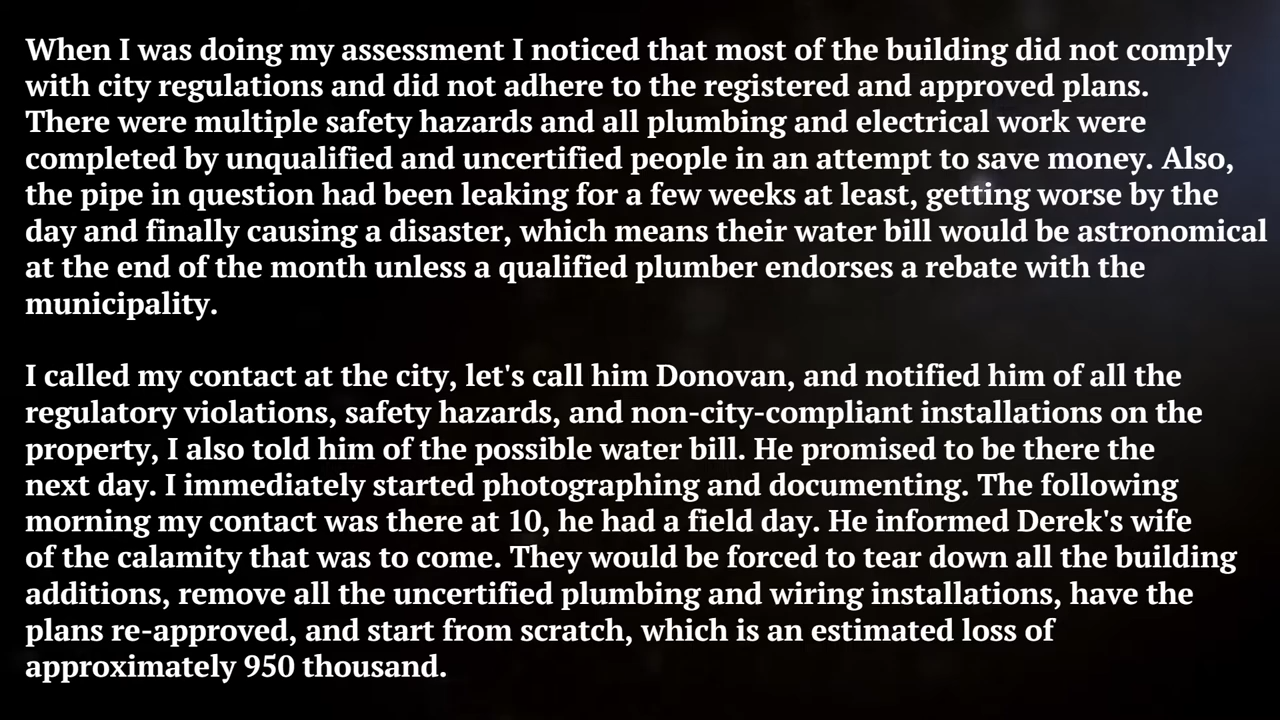 When I was doing my assessment I noticed that most of the building did not comply
with city regulations and did not adhere to the registered and approved plans.
There were multiple safety hazards and all plumbing and electrical work were
completed by unqualified and uncertified people in an attempt to save money. Also,
the pipe in question had been leaking for a few weeks at least, getting worse by the
day and finally causing a disaster, which means their water bill would be astronomical
at the end of the month unless a qualified plumber endorses a rebate with the
municipality.
I called my contact at the city, let's call him Donovan, and notified him of all the
regulatory violations, safety hazards, and non-city-compliant installations on the
property, I also told him of the possible water bill. He promised to be there the
next day. I immediately started photographing and documenting. The following
morning my contact was there at 10, he had a field day. He informed Derek's wife
of the calamity that was to come. They would be forced to tear down all the building
additions, remove all the uncertified plumbing and wiring installations, have the
plans re-approved, and start from scratch, which is an estimated loss of
approximately 950 thousand.